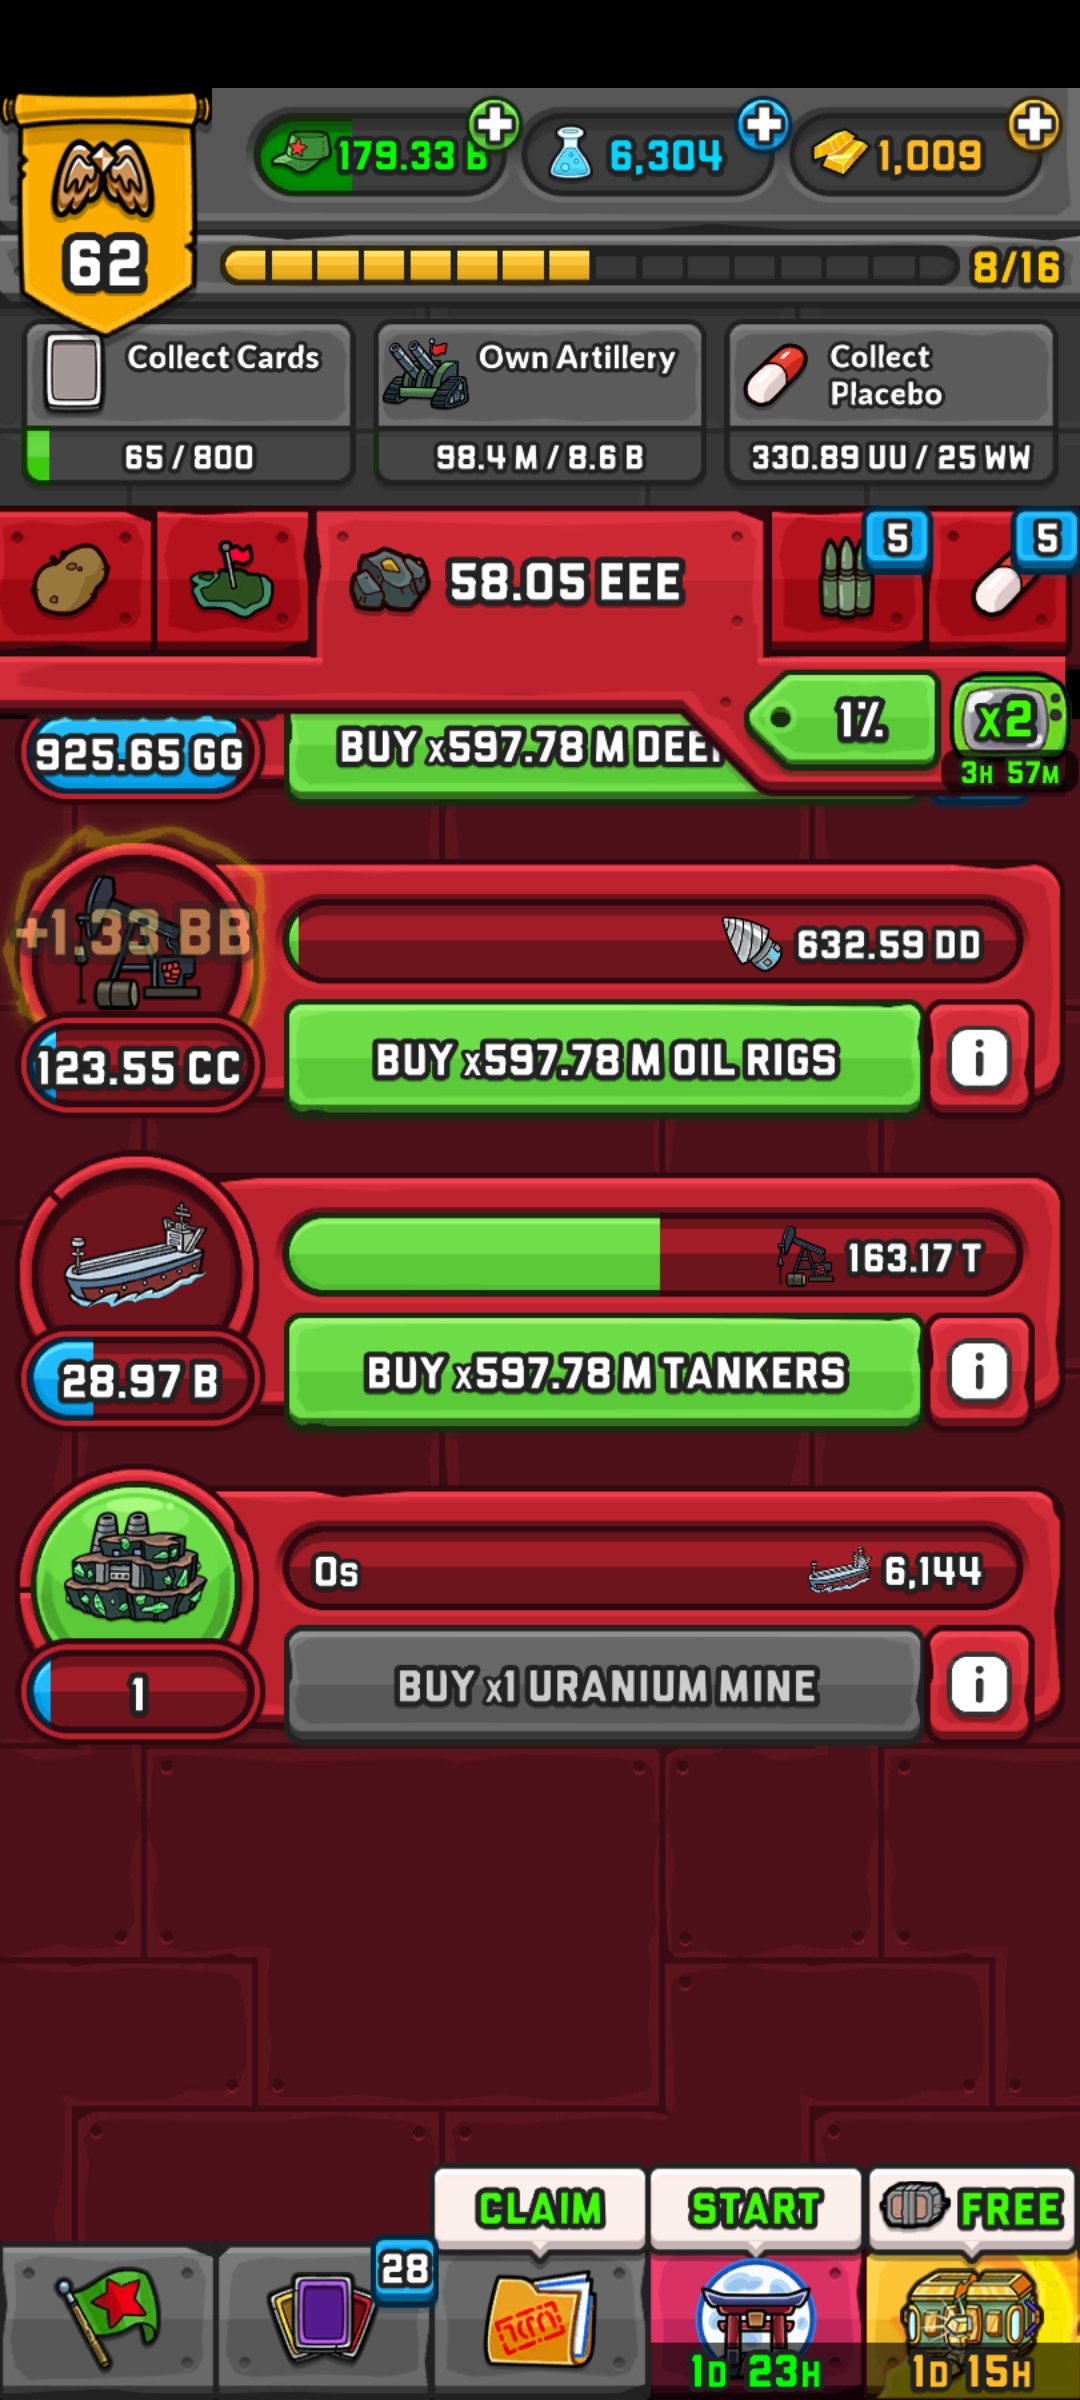 179.33 B
6,304
1,009
62
8/16
Collect Cards
65 / 800
Own Artillery
98.4 M / 8.6 B
Collect
Placebo
330.89 UU / 25 WW
58.05 EEE
5
5
1%
x2
3H 57M
925.65 GG
BUY x597.78 M
+1.33 BB
632.59 DD
123.55 CC
BUY x597.78 M OIL RIGS
i
163.17 T
28.97 B
BUY x597.78 M TANKERS
i
0s
6,144
1
BUY x1 URANIUM MINE
i
CLAIM
START
FREE
28
1D 23H
1D 15H